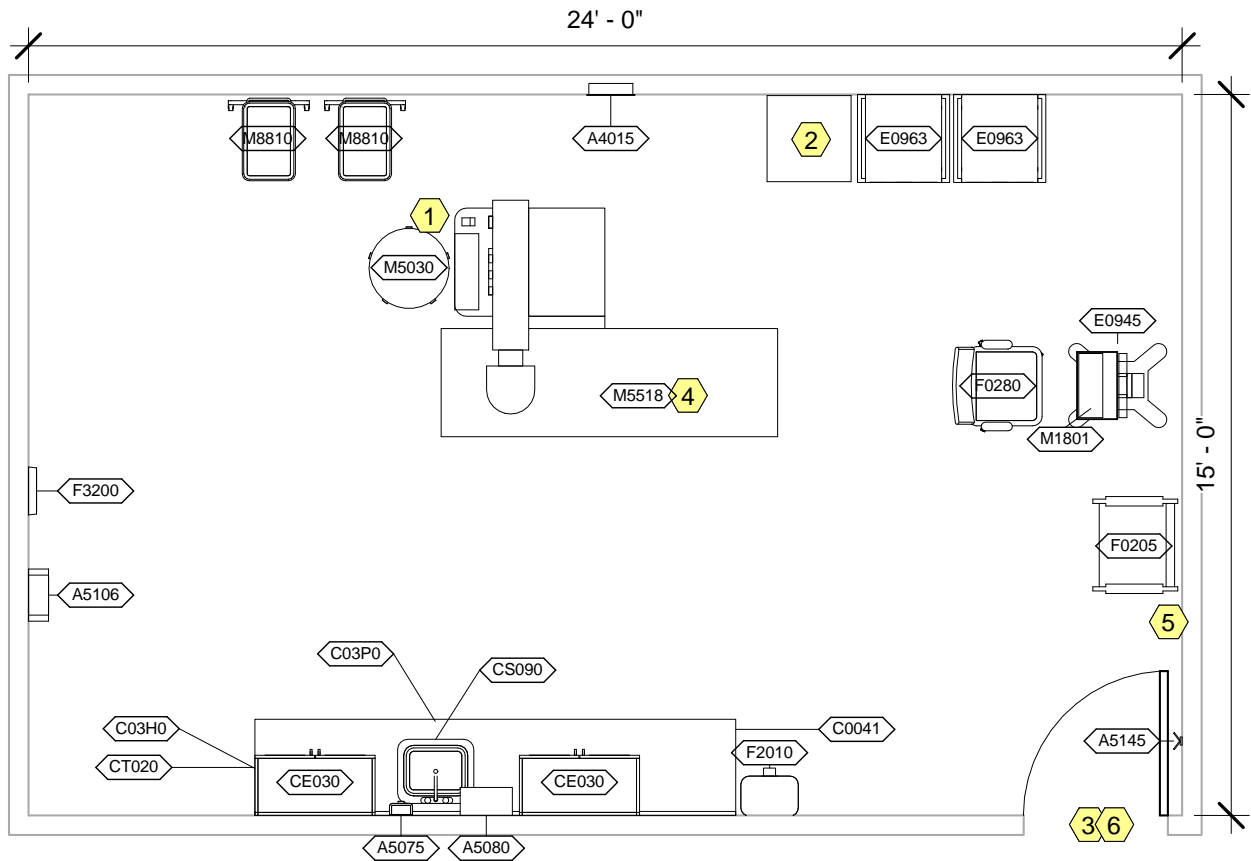 24' - 0"
M8810
M8810
A4015
2
E0963
E0963
1
M5030
E0945
M5518
4
F0280
M1801
15' - 0"
F3200
F0205
A5106
5
C03P0
CS090
C03H0
C0041
A5145
CT020
F2010
CE030
CE030
3
6
A5075
A5080